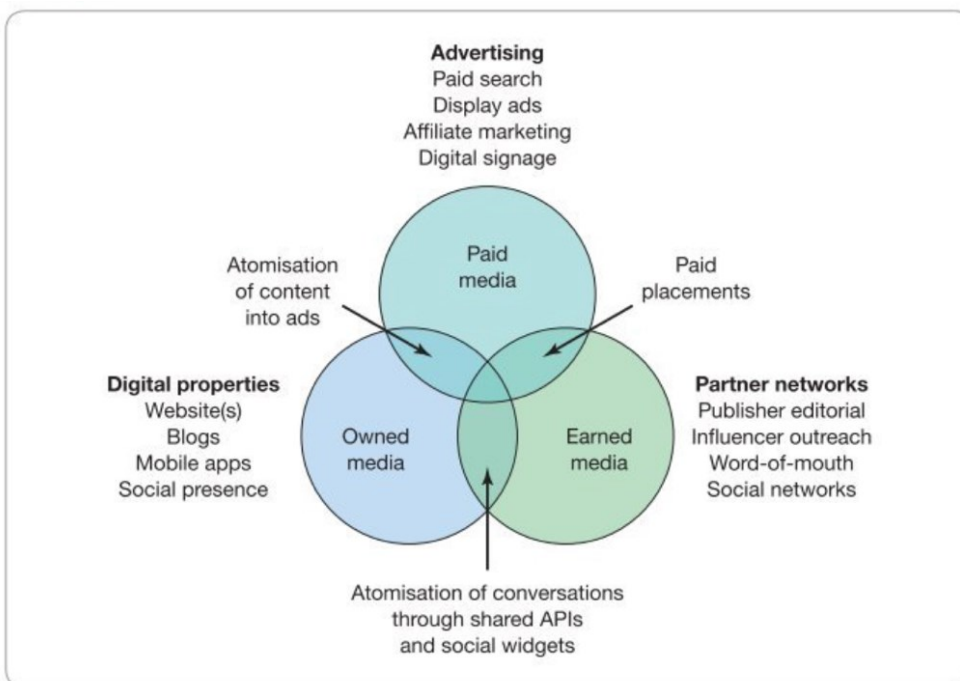 Advertising
Paid search
Display ads
Affiliate marketing
Digital signage
Paid
media
Atomisation
of content
into ads
Paid
placements
Digital properties
Website(s)
Blogs
Mobile apps
Social presence
Owned
media
Earned
media
Partner networks
Publisher editorial
Influencer outreach
Word-of-mouth
Social networks
Atomisation of conversations
through shared APIs
and social widgets